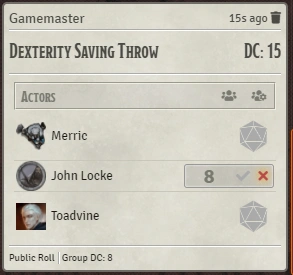 Gamemaster 15s ago
Dexterity Saving Throw DC: 15
Actors
Merric
John Locke 8
Toadvine
Public Roll Group DC: 8